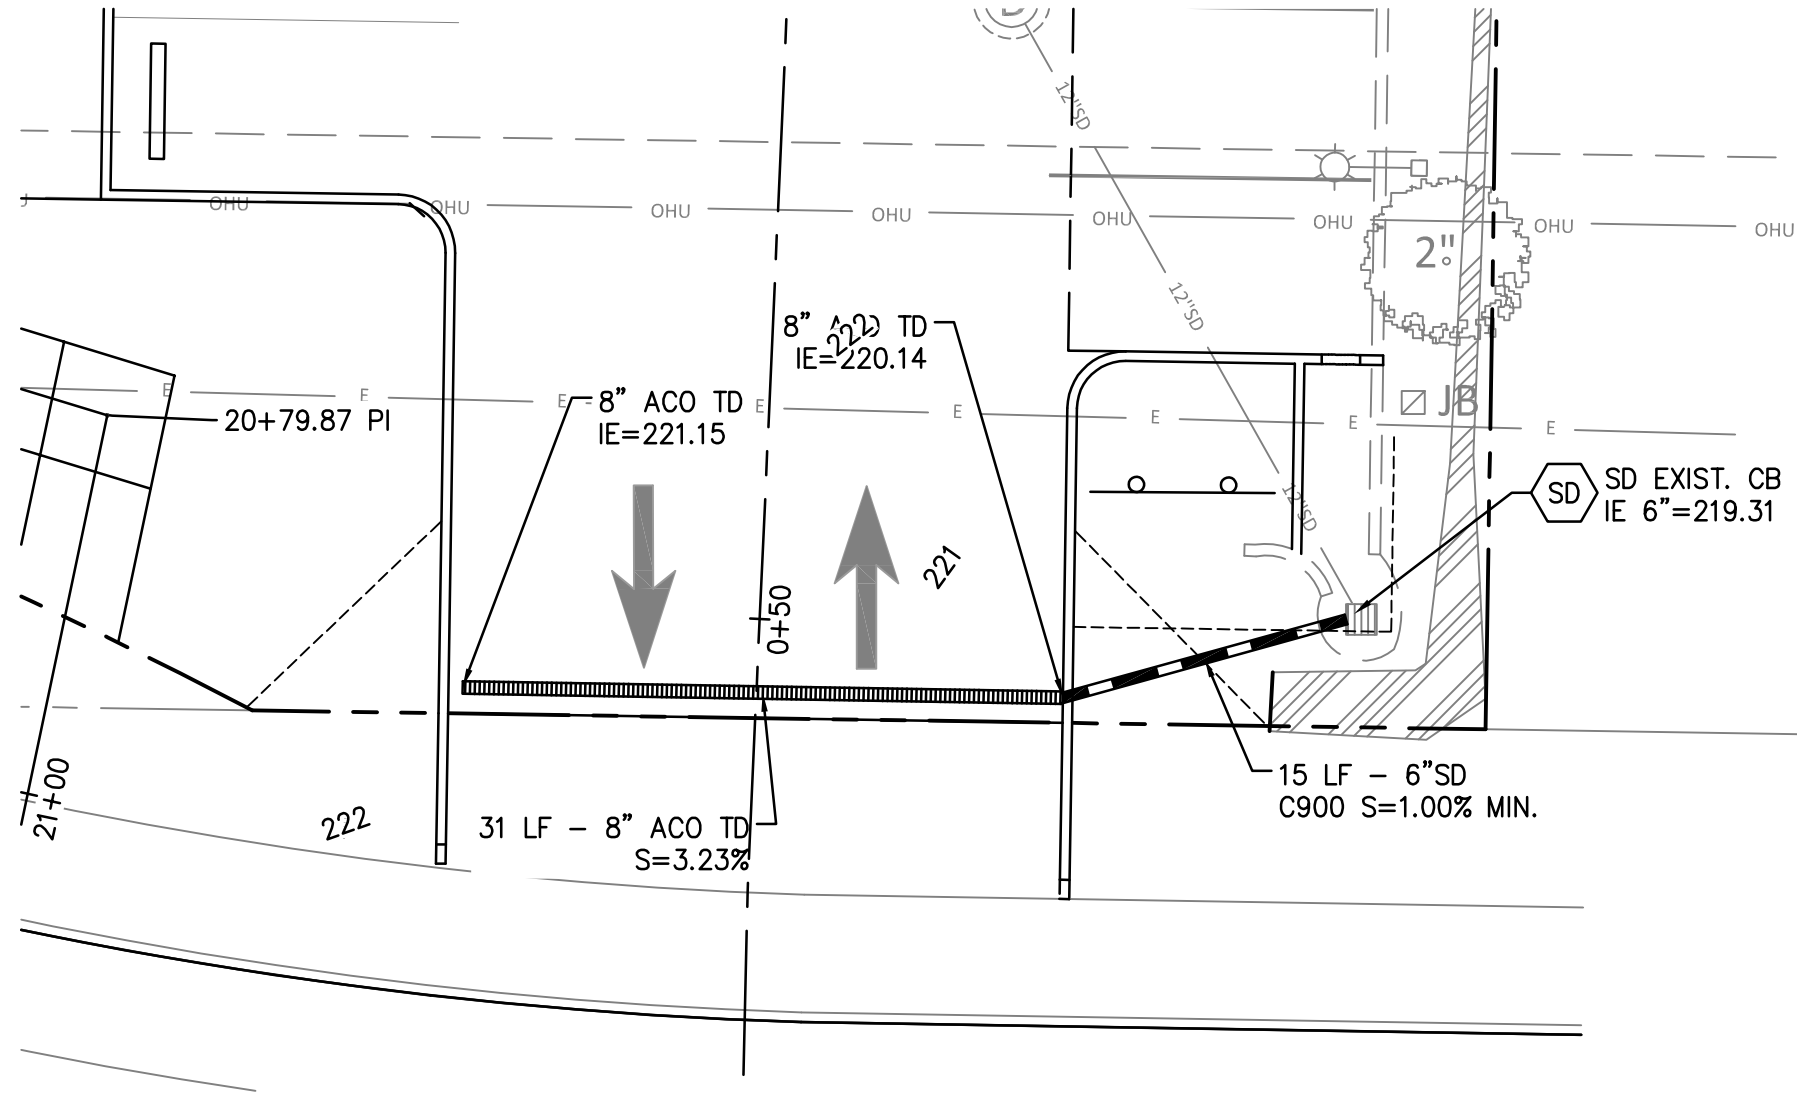 12"SD
OHU
OHU
OHU
OHU
OHU
OHU
OHU
OHU
2"
12"SD
8" ACO TD
IE=220.14
222
E
E
E
E
E
E
E
E
8" ACO TD
IE=221.15
JB
20+79.87 PI
SD
SD EXIST. CB
IE 6"=219.31
12"SD
221
0+50
21+00
222
15 LF - 6"SD
C900 S=1.00% MIN.
31 LF - 8" ACO TD
S=3.23%